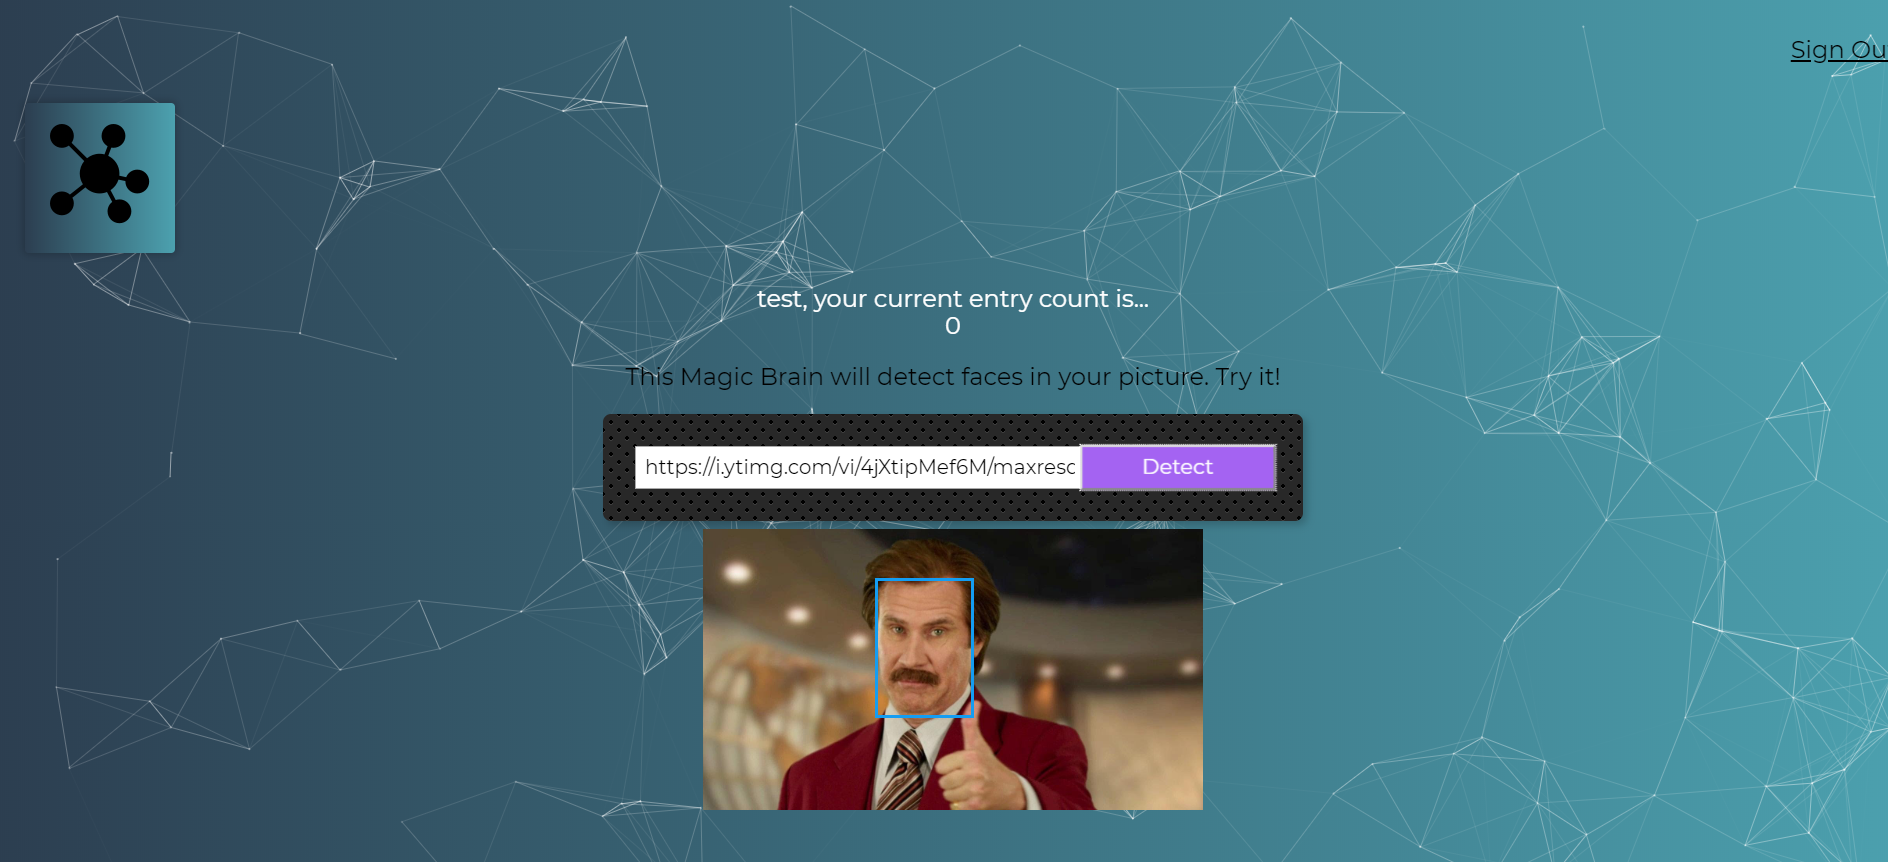 Sign Ou
test, your current entry count is...
0
This Magic Brain will detect faces in your picture. Try it!
https://i.ytimg.com/vi/4jXtipMef6M/maxresc
Detect